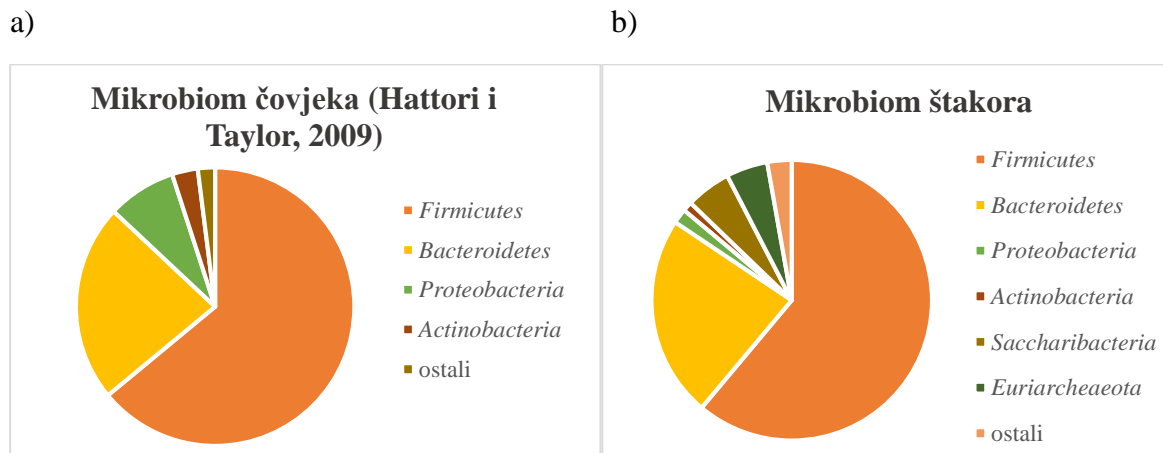 a)
b)
Mikrobiom čovjeka (Hattori i
Taylor, 2009)
Firmicutes
Bacteroidetes
Proteobacteria
Actinobacteria
ostali
Mikrobiom štakora
Firmicutes
Bacteroidetes
Proteobacteria
Actinobacteria
Saccharibacteria
Euriarcheaeota
ostali